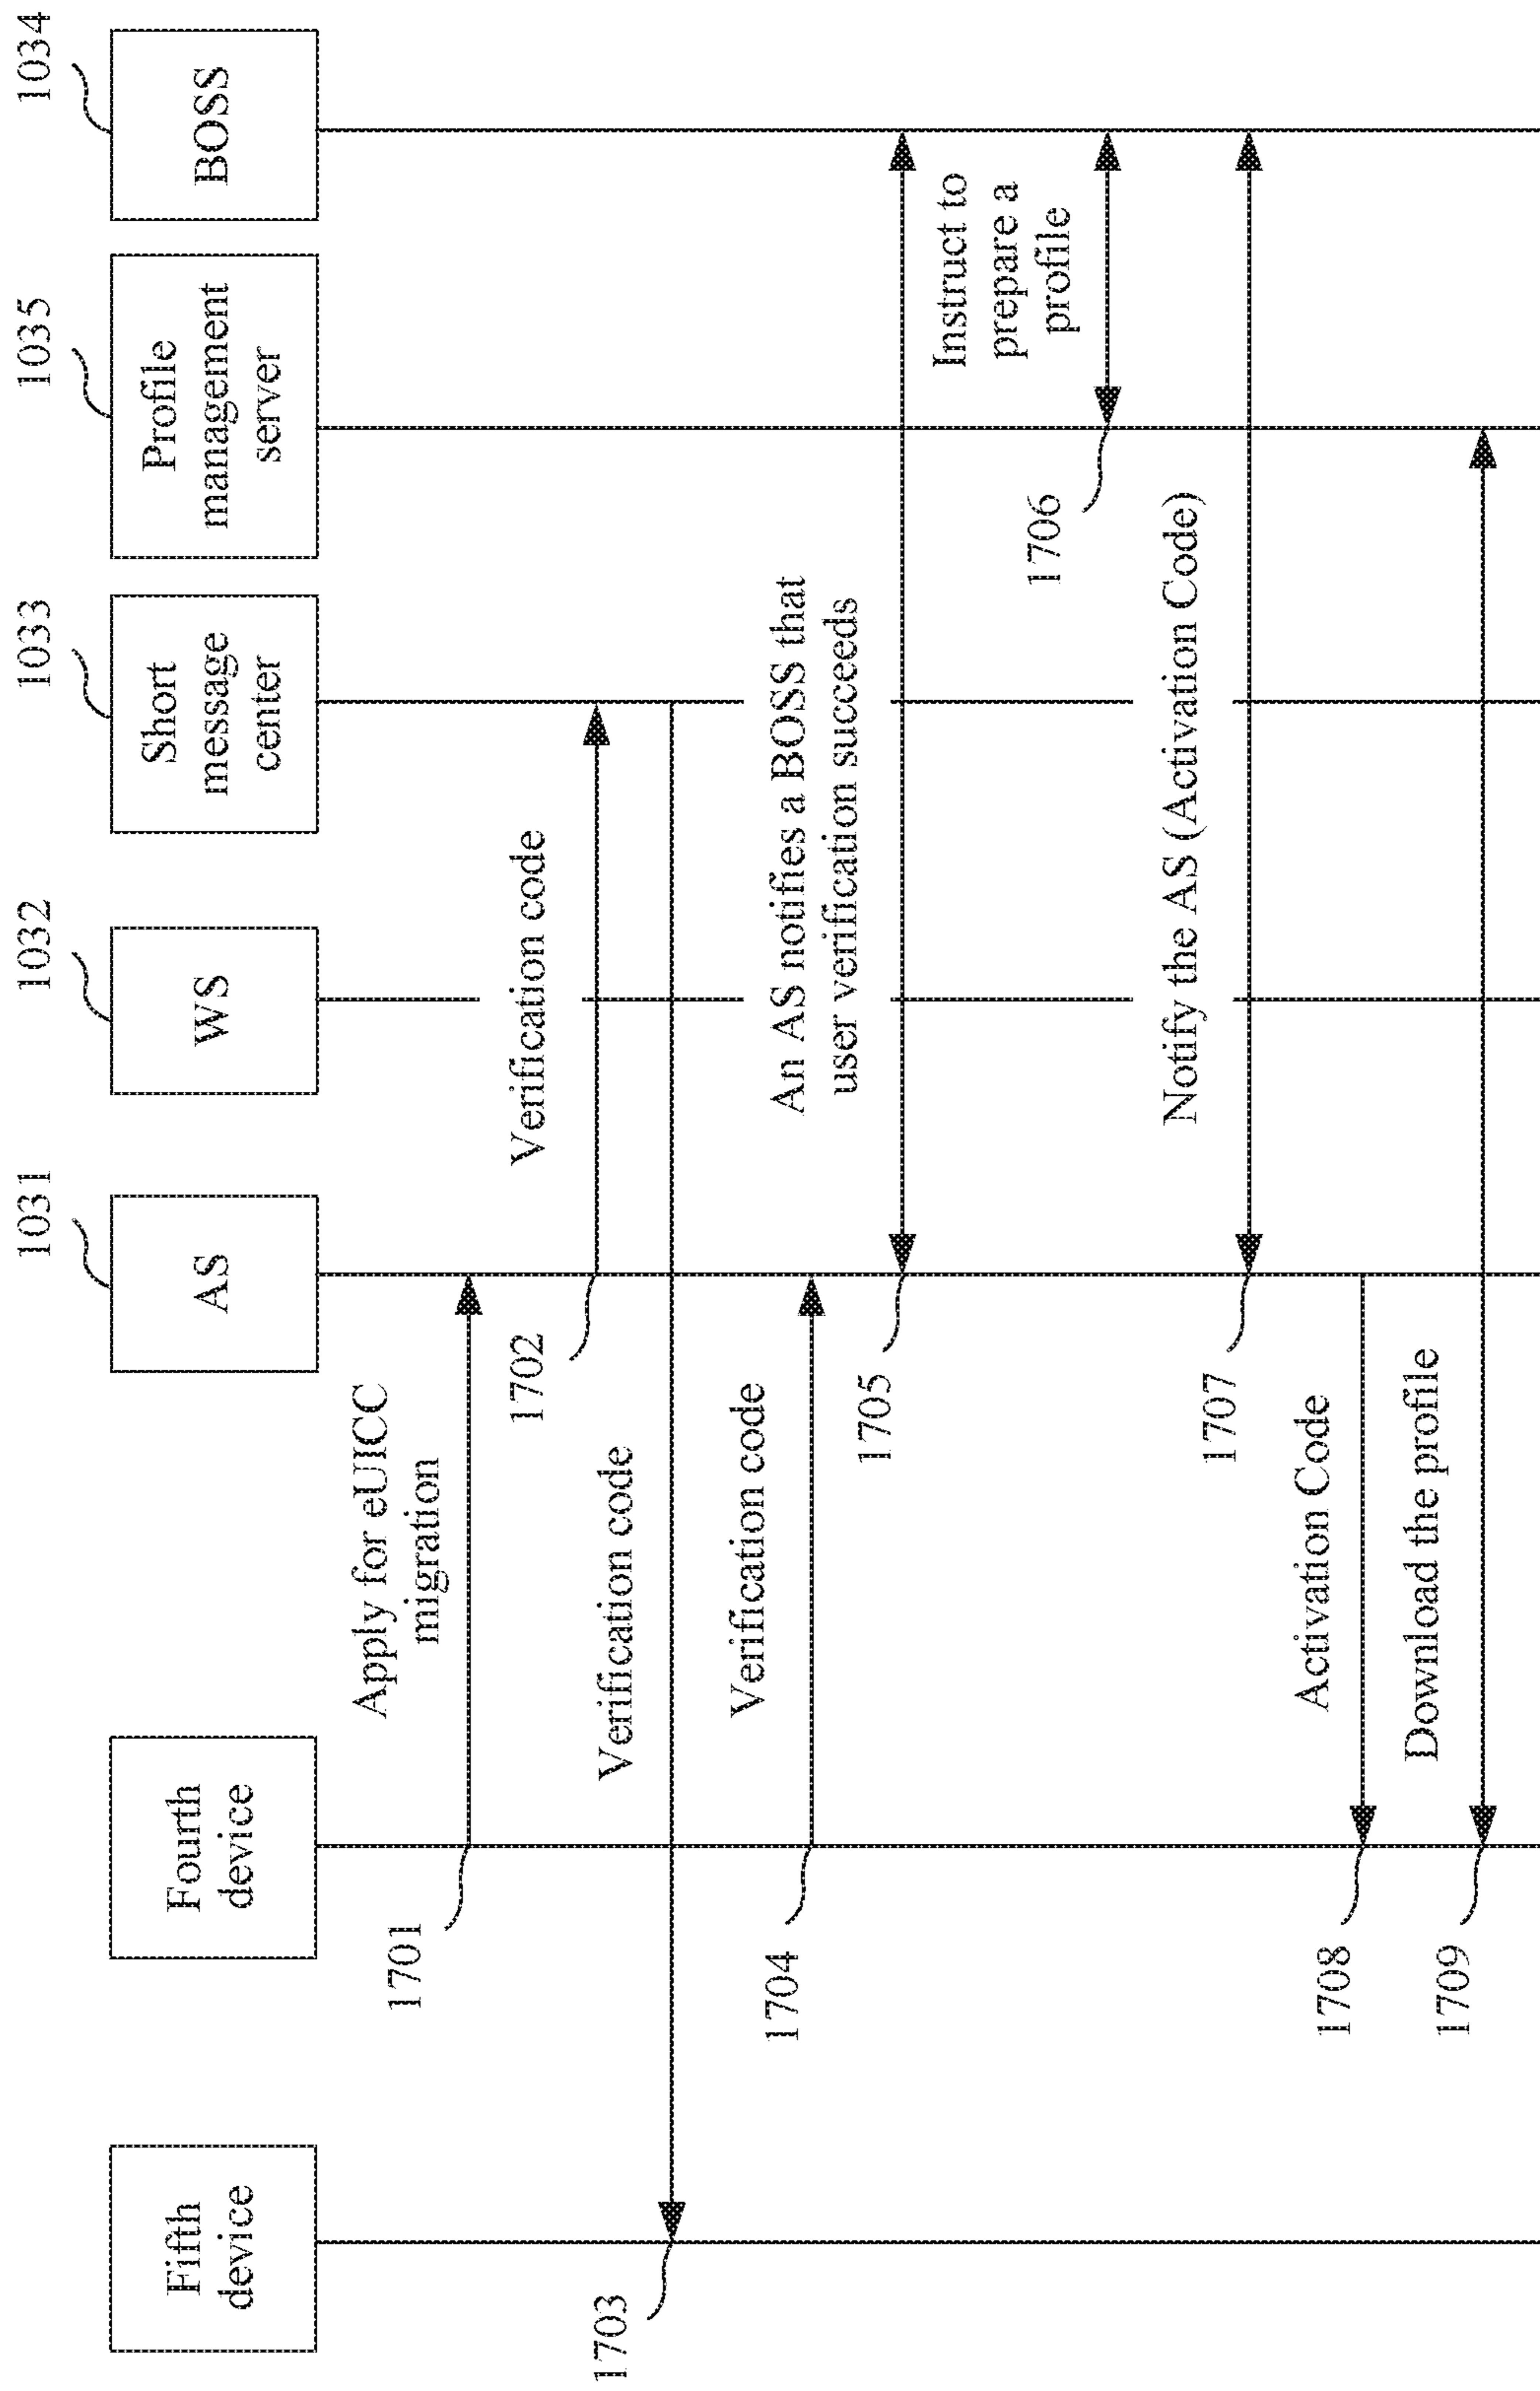 Fifth
device
Fourth
device
1031
AS
1032
WS
1033
Short
message
center
1035
Profile
management
server
1034
BOSS
1701
Apply for eUICC
migration
1702
Verification code
1703
Verification code
1704
Verification code
1705
An AS notifies a BOSS that
user verification succeeds
1706
Instruct to
prepare a
profile
1707
Notify the AS (Activation Code)
1708
Activation Code
1709
Download the profile